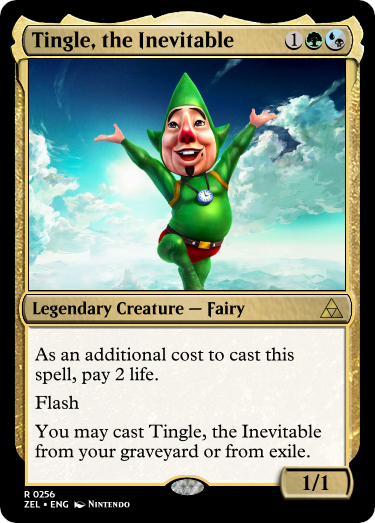 Tingle, the Inevitable 1
Legendary Creature — Fairy
As an additional cost to cast this
spell, pay 2 life.
Flash
You may cast Tingle, the Inevitable
from your graveyard or from exile.
1/1
R 0256
ZEL • ENG Nintendo